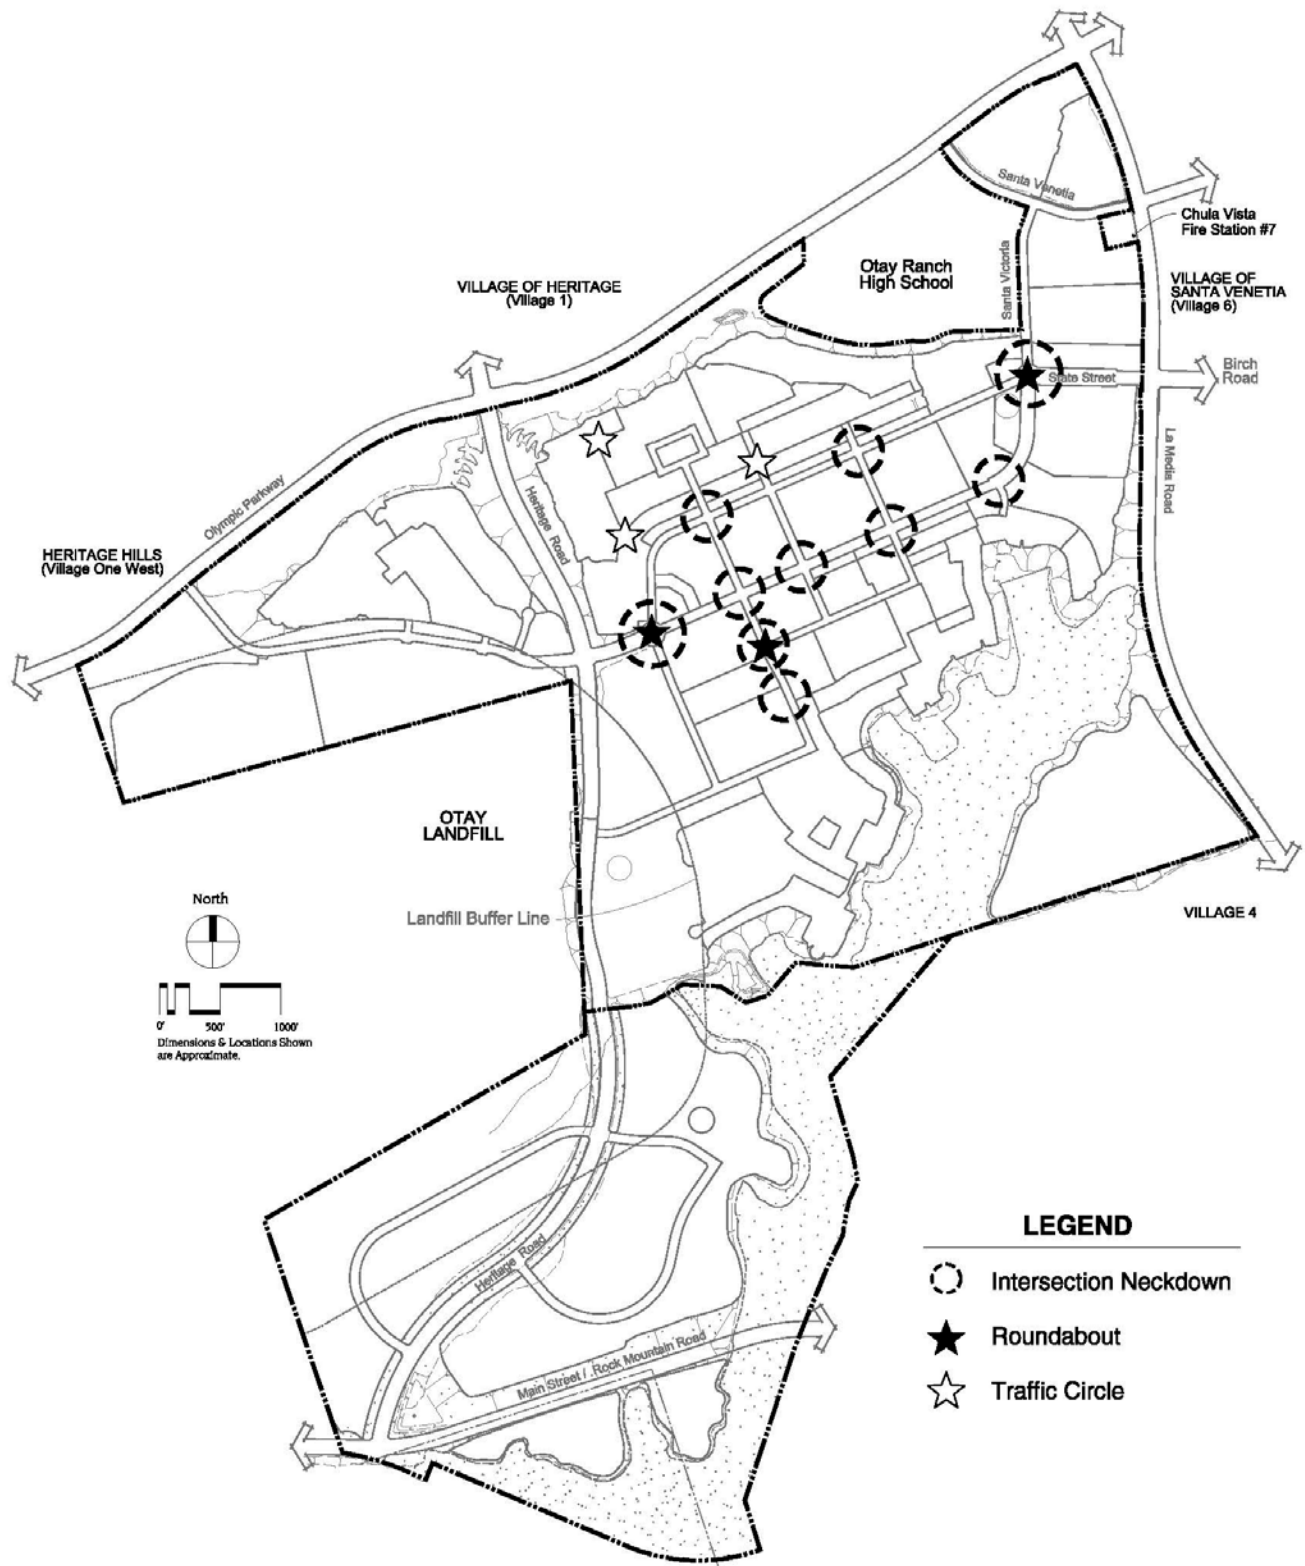 Santa Venetia
Chula Vista
Fire Station #7
Otay Ranch
High School
Santa Victoria
VILLAGE OF HERITAGE
(Village 1)
VILLAGE OF
SANTA VENETIA
(Village 6)
State Street
Birch
Road
La Media Road
Olympic Parkway
Heritage Road
HERITAGE HILLS
(Village One West)
OTAY
LANDFILL
North
Landfill Buffer Line
VILLAGE 4
0' 500' 1000'
Dimensions & Locations Shown
are Approximate.
LEGEND
Intersection Neckdown
Roundabout
Traffic Circle
Heritage Road
Main Street / Rock Mountain Road